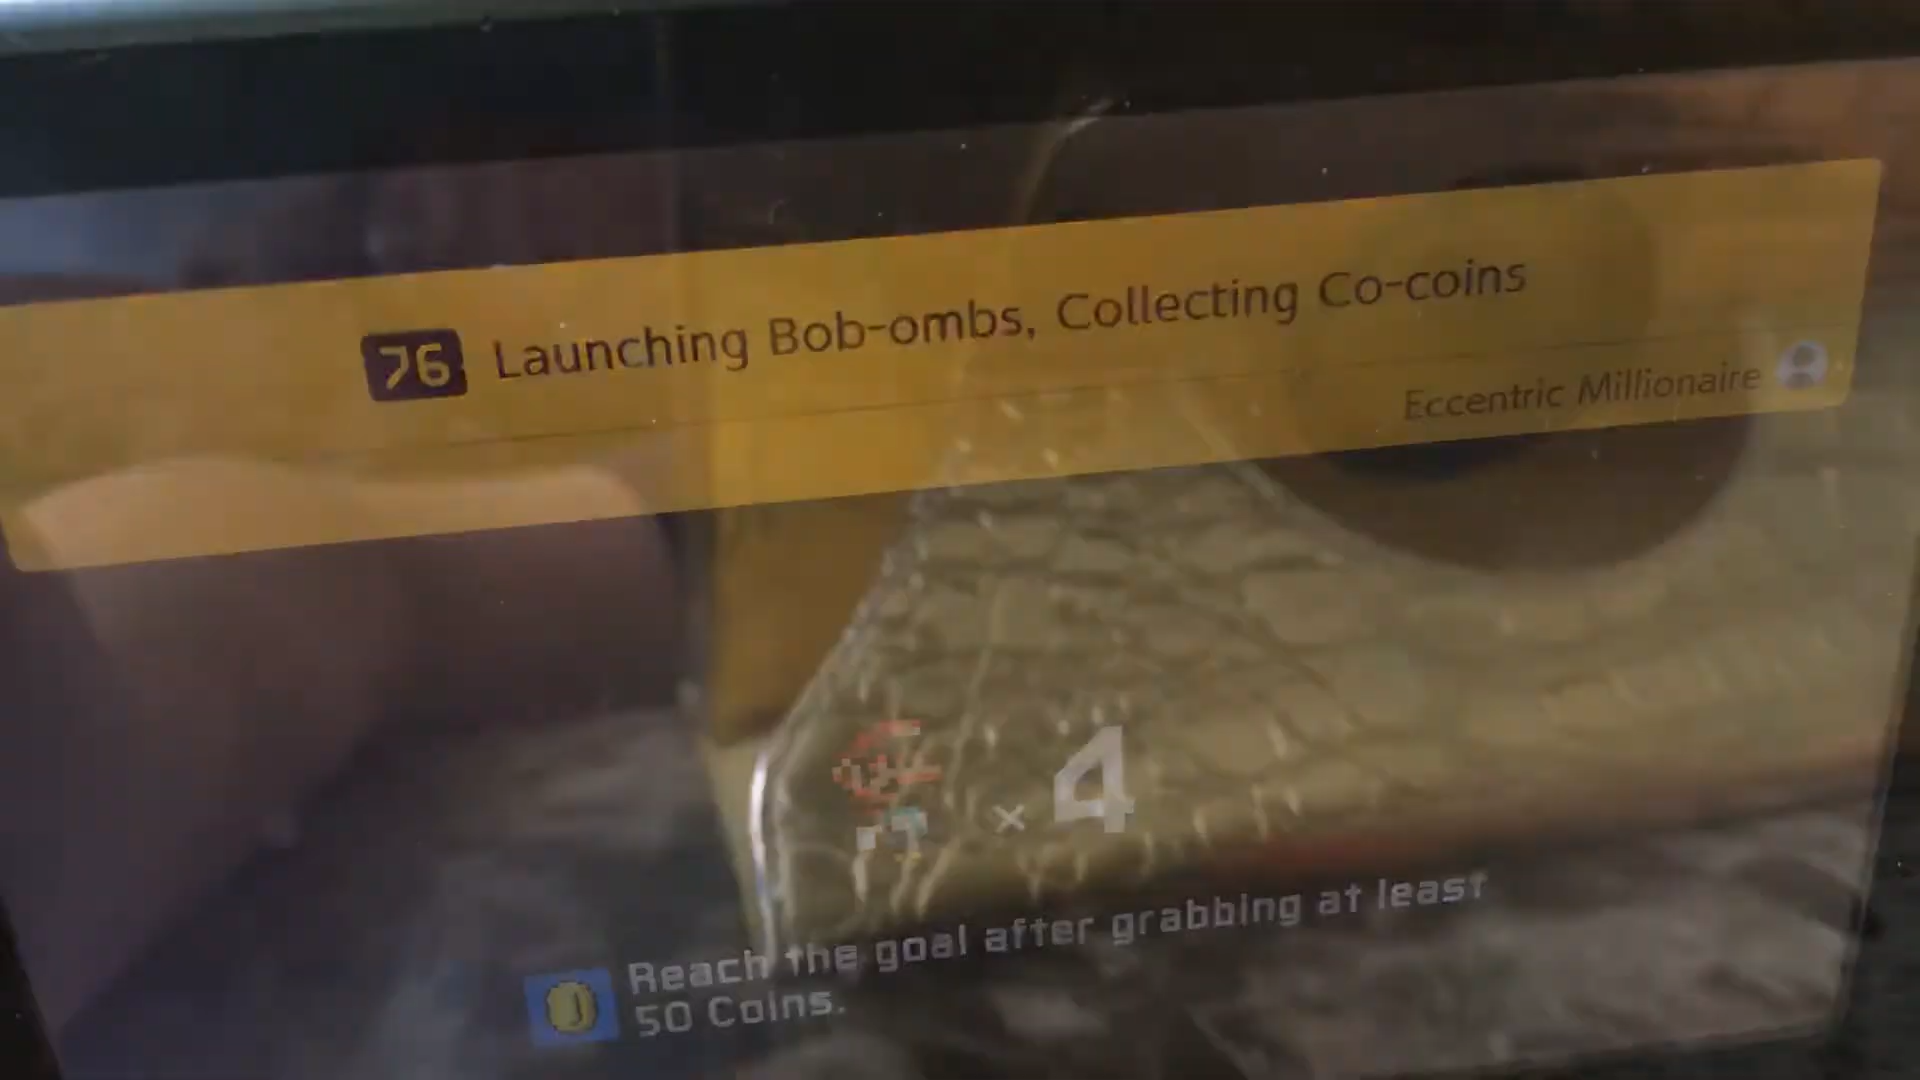 76 Launching Bob-ombs, Collecting Co-coins
Eccentric Millionaire
× 4
Reach the goal after grabbing at least
50 Coins.